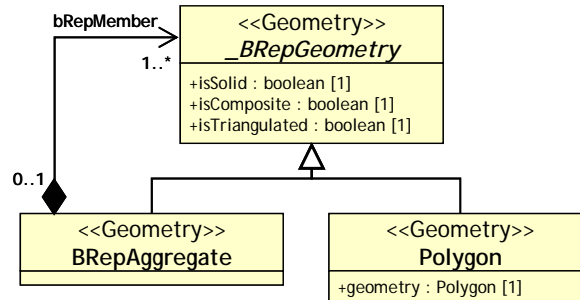 bRepMember
1..*
<<Geometry>>
_BRepGeometry
+isSolid : boolean [1]
+isComposite : boolean [1]
+isTriangulated : boolean [1]
0..1
<<Geometry>>
BRepAggregate
<<Geometry>>
Polygon
+geometry : Polygon [1]